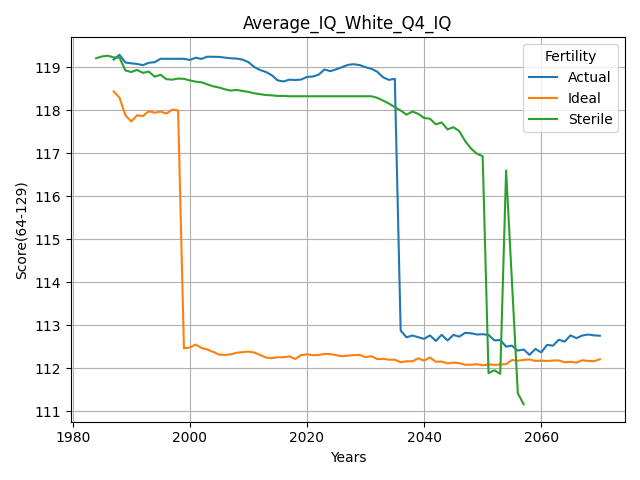 Average_IQ_White_Q4_IQ
Fertility
Actual
Ideal
Sterile
Score(64-129)
119
118
117
116
115
114
113
112
111
1980
2000
2020
2040
2060
Years